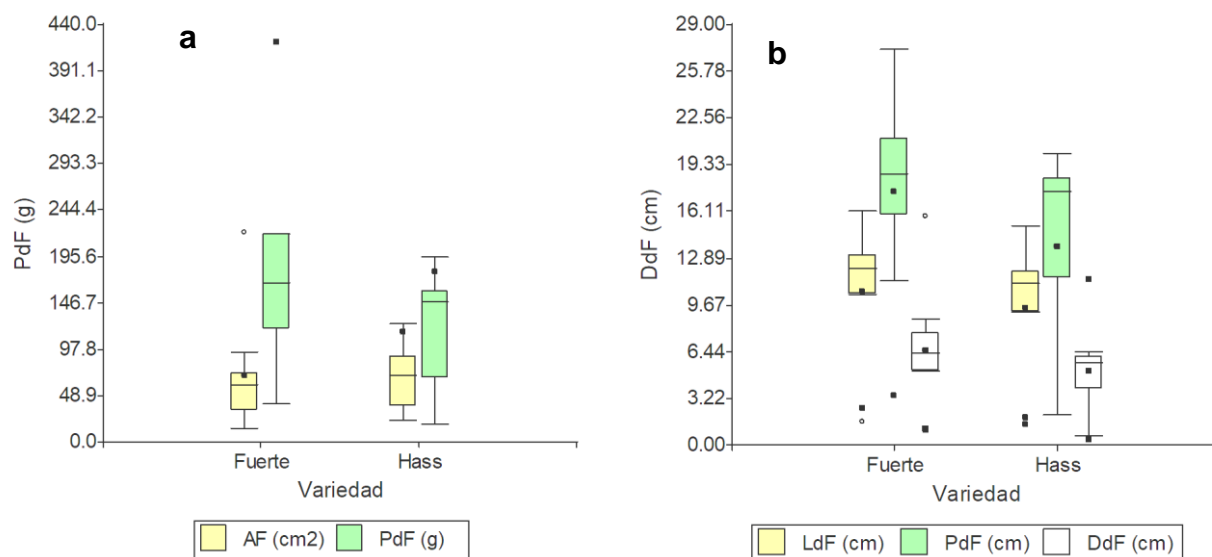 a
440.0
391.1
342.2
293.3
244.4
195.6
146.7
97.8
48.9
0.0
PdF (g)
Fuerte Hass
Variedad
AF (cm2) PdF (g)
b
29.00
25.78
22.56
19.33
16.11
12.89
9.67
6.44
3.22
0.00
DdF (cm)
Fuerte Hass
Variedad
LdF (cm) PdF (cm) DdF (cm)